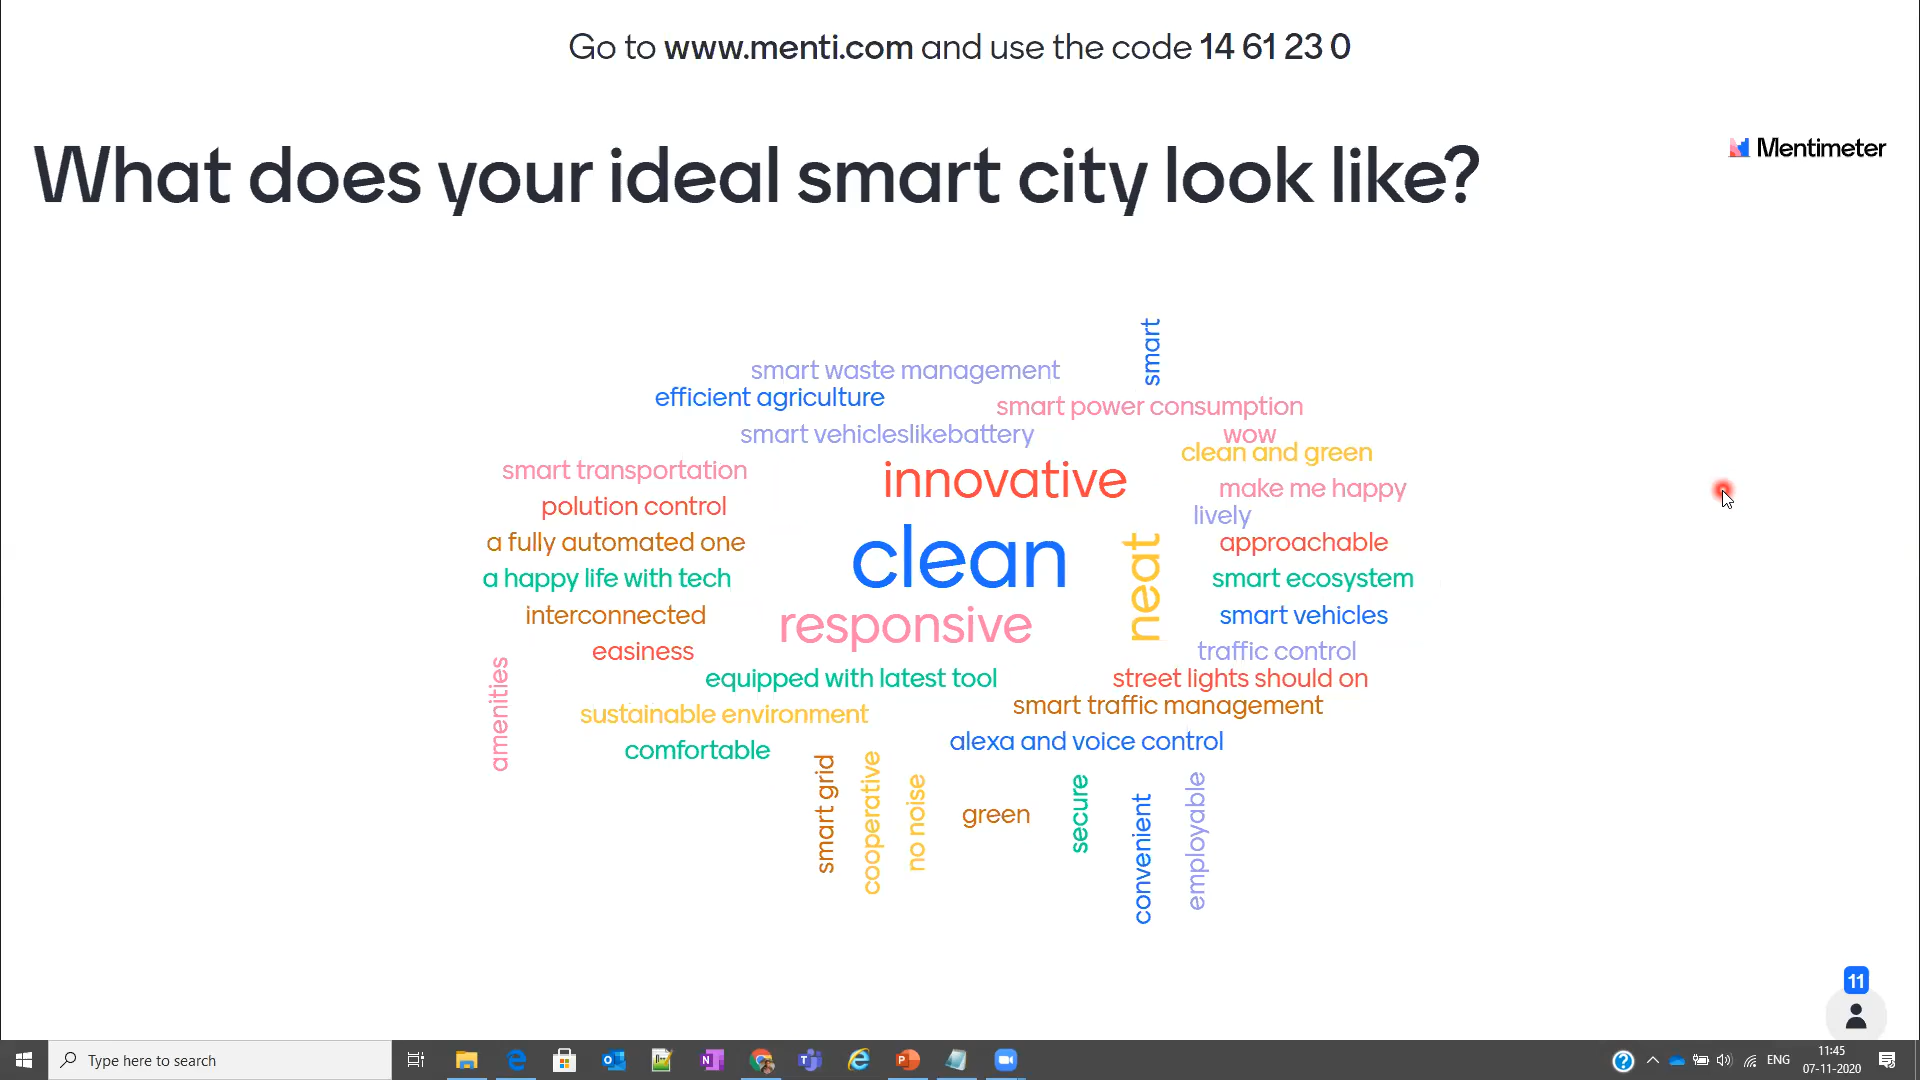 Go to www.menti.com and use the code 14 61 23 0
What does your ideal smart city look like?
Mentimeter
smart
smart waste management
efficient agriculture
smart power consumption
smart vehicleslikebattery
wow
clean and green
smart transportation
innovative
make me happy
polution control
lively
a fully automated one
clean
neat
approachable
a happy life with tech
smart ecosystem
interconnected
responsive
smart vehicles
easiness
traffic control
amenities
equipped with latest tool
street lights should on
sustainable environment
smart traffic management
comfortable
alexa and voice control
smart grid
cooperative
no noise
green
secure
convenient
employable
11
Type here to search
ENG
11:45
07-11-2020